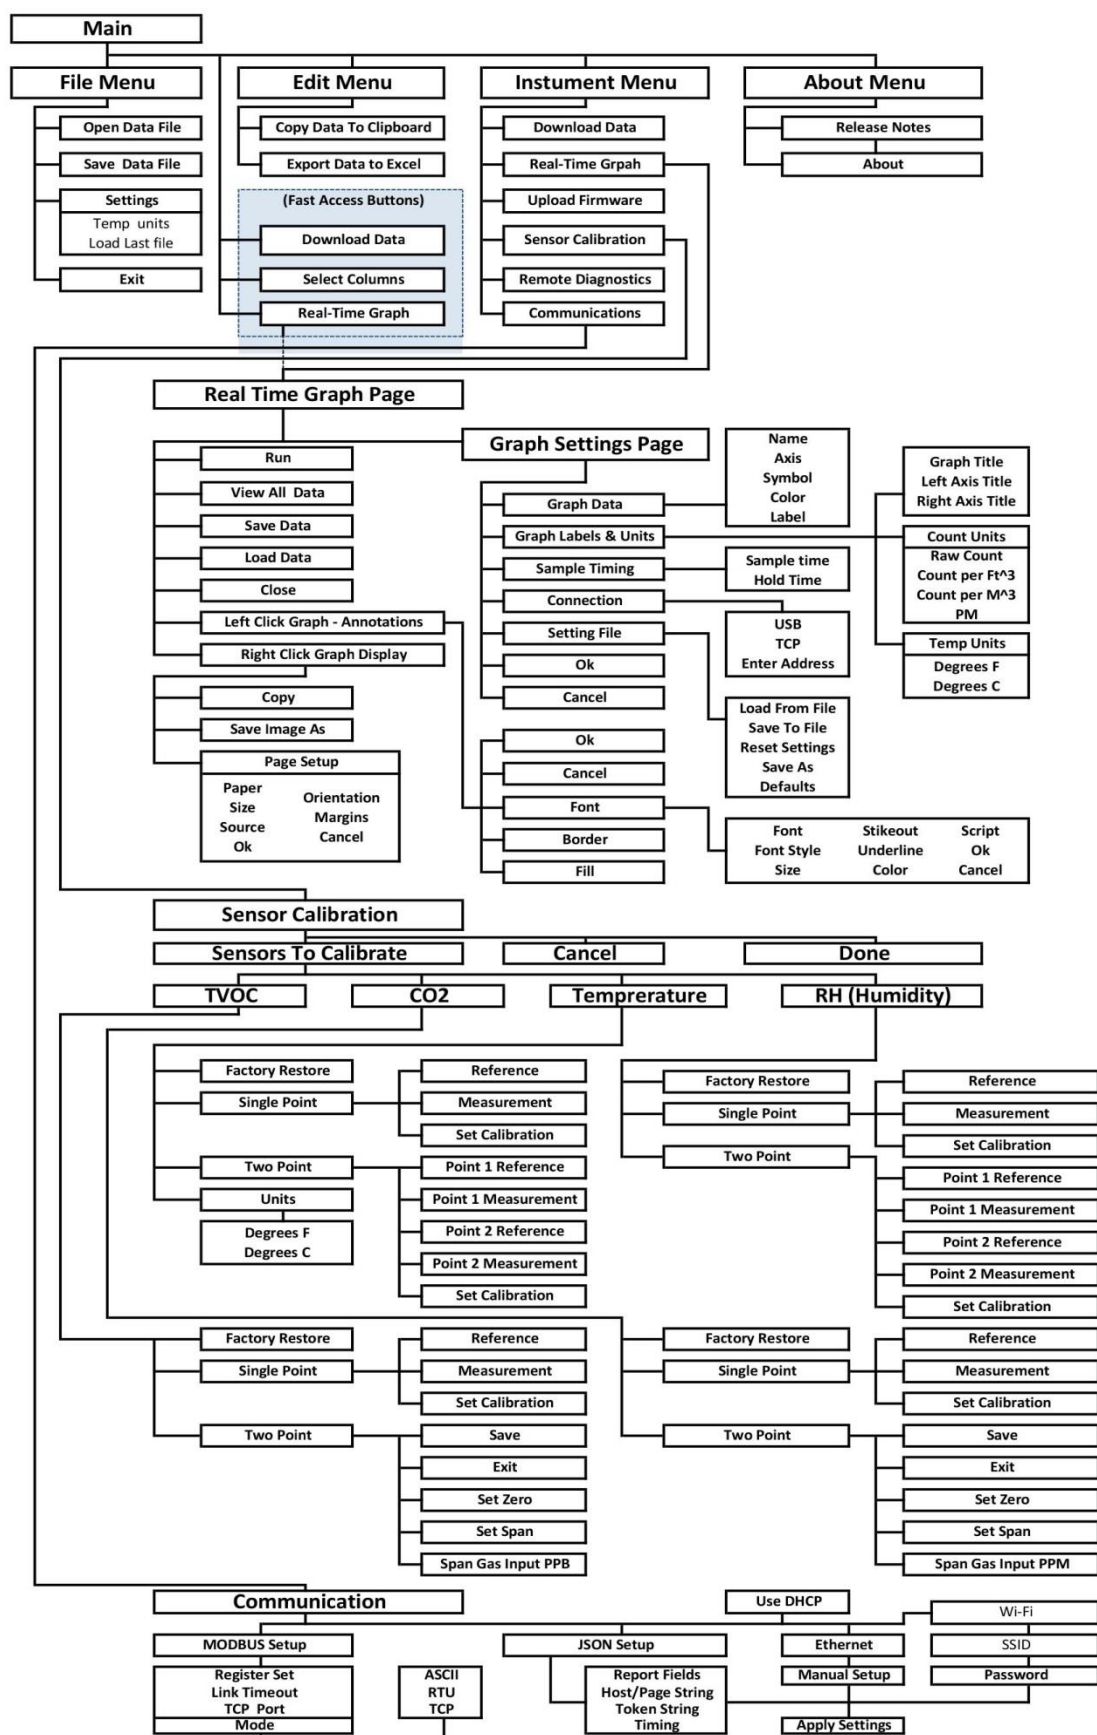 Main
File Menu
Edit Menu
Instument Menu
About Menu
Open Data File
Save Data File
Settings
Temp units
Load Last file
Exit
Copy Data To Clipboard
Export Data to Excel
(Fast Access Buttons)
Download Data
Select Columns
Real-Time Graph
Download Data
Real-Time Grpah
Upload Firmware
Sensor Calibration
Remote Diagnostics
Communications
Release Notes
About
Real Time Graph Page
Run
View All Data
Save Data
Load Data
Close
Left Click Graph - Annotations
Right Click Graph Display
Copy
Save Image As
Page Setup
Paper
Size
Source
Ok
Orientation
Margins
Cancel
Graph Settings Page
Graph Data
Graph Labels & Units
Sample Timing
Connection
Setting File
Ok
Cancel
Ok
Cancel
Font
Border
Fill
Name
Axis
Symbol
Color
Label
Sample time
Hold Time
USB
TCP
Enter Address
Load From File
Save To File
Reset Settings
Save As
Defaults
Graph Title
Left Axis Title
Right Axis Title
Count Units
Raw Count
Count per Ft^3
Count per M^3
PM
Temp Units
Degrees F
Degrees C
Font Stikeout Script
Font Style Underline Ok
Size Color Cancel
Sensor Calibration
Sensors To Calibrate
Cancel
Done
TVOC
CO2
Temprerature
RH (Humidity)
Factory Restore
Single Point
Two Point
Units
Degrees F
Degrees C
Reference
Measurement
Set Calibration
Point 1 Reference
Point 1 Measurement
Point 2 Reference
Point 2 Measurement
Set Calibration
Factory Restore
Single Point
Two Point
Reference
Measurement
Set Calibration
Point 1 Reference
Point 1 Measurement
Point 2 Reference
Point 2 Measurement
Set Calibration
Factory Restore
Single Point
Two Point
Reference
Measurement
Set Calibration
Save
Exit
Set Zero
Set Span
Span Gas Input PPB
Factory Restore
Single Point
Two Point
Reference
Measurement
Set Calibration
Save
Exit
Set Zero
Set Span
Span Gas Input PPM
Communication
Use DHCP
Wi-Fi
MODBUS Setup
JSON Setup
Ethernet
SSID
Register Set
Link Timeout
TCP Port
Mode
ASCII
RTU
TCP
Report Fields
Host/Page String
Token String
Timing
Manual Setup
Password
Apply Settings